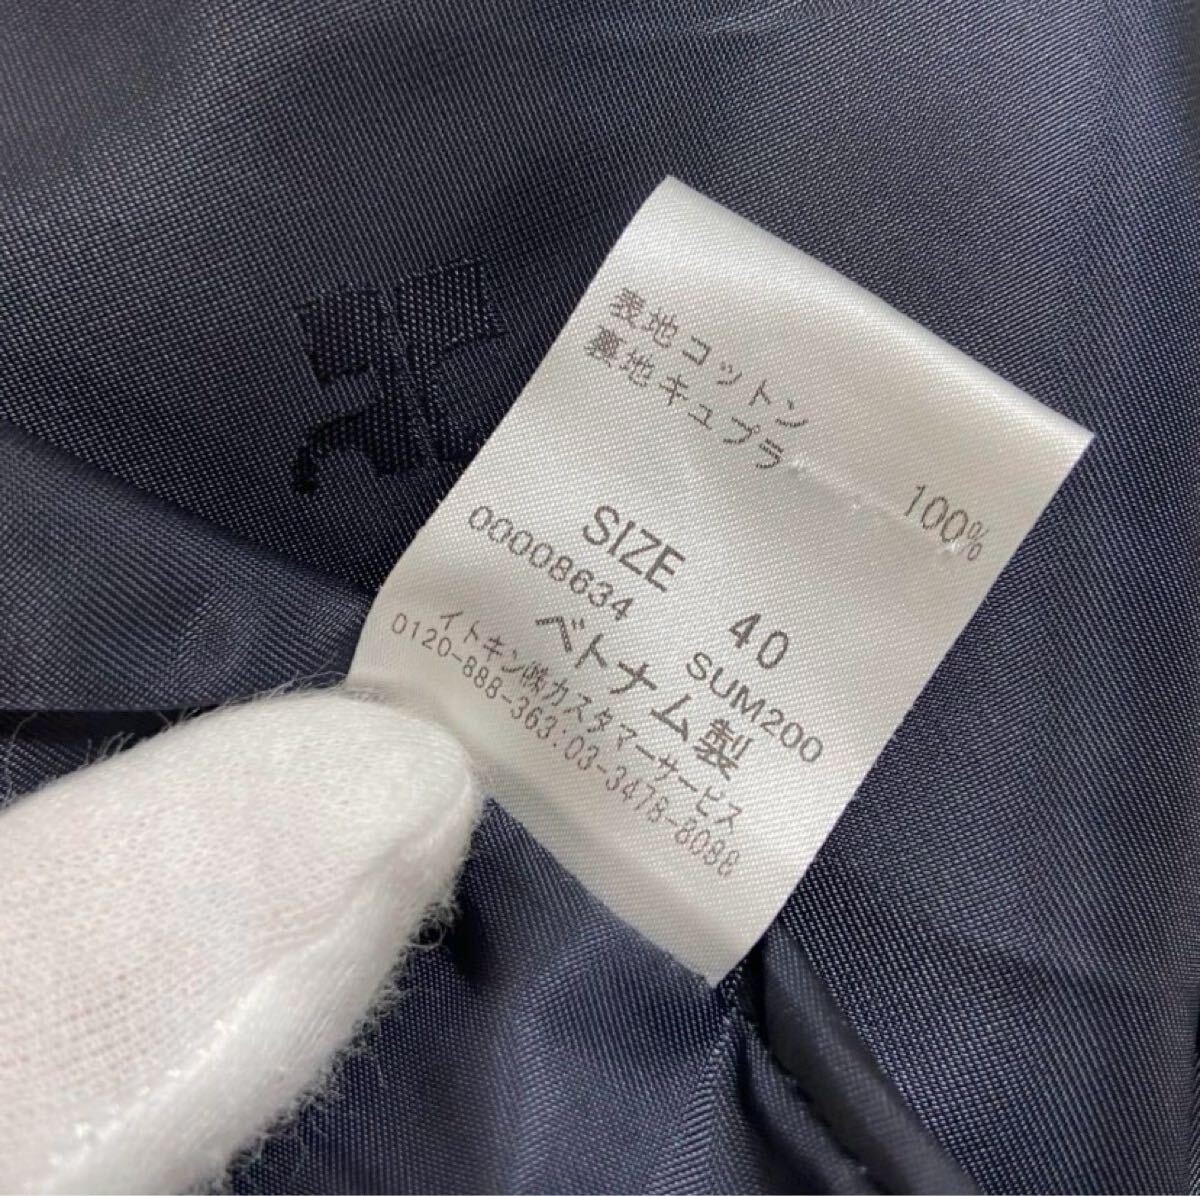 表地コットン 100%
裏地キュプラ
SIZE 40
00008634 SUM200
ベトナム製
イトキン㈱カスタマーサービス
0120-888-363:03-3478-8088